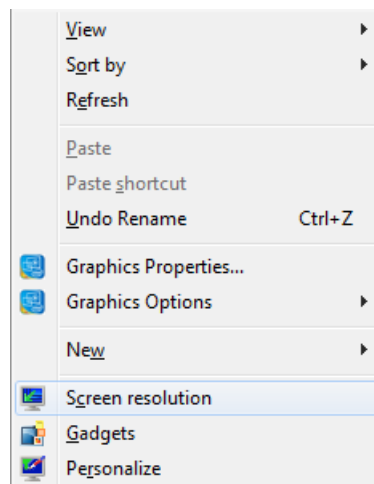 View
Sort by
Refresh
Paste
Paste shortcut
Undo Rename Ctrl+Z
Graphics Properties...
Graphics Options
New
Screen resolution
Gadgets
Personalize